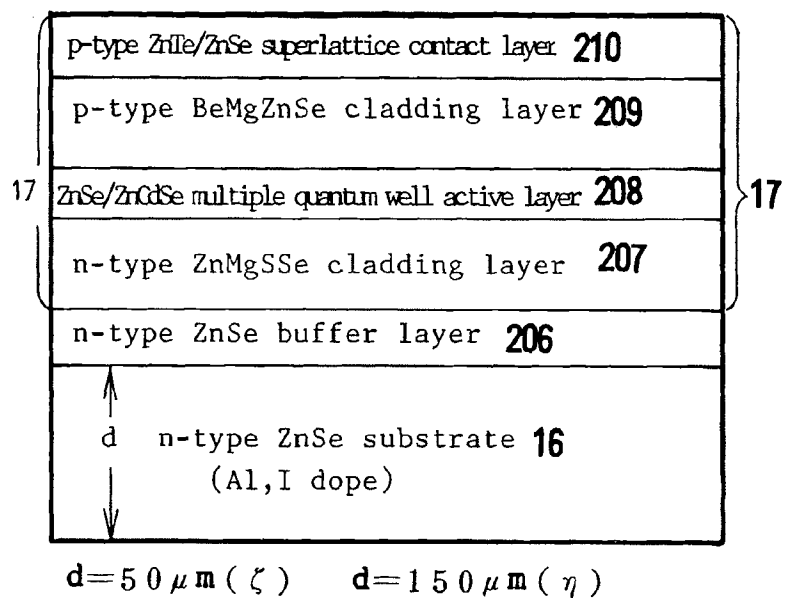 p-type ZnTe/ZnSe superlattice contact layer 210
p-type BeMgZnSe cladding layer 209
17 ZnSe/ZnCdSe multiple quantum well active layer 208 17
n-type ZnMgSSe cladding layer 207
n-type ZnSe buffer layer 206
d n-type ZnSe substrate 16
(Al,I dope)
d=50μm(ζ) d=150μm(η)